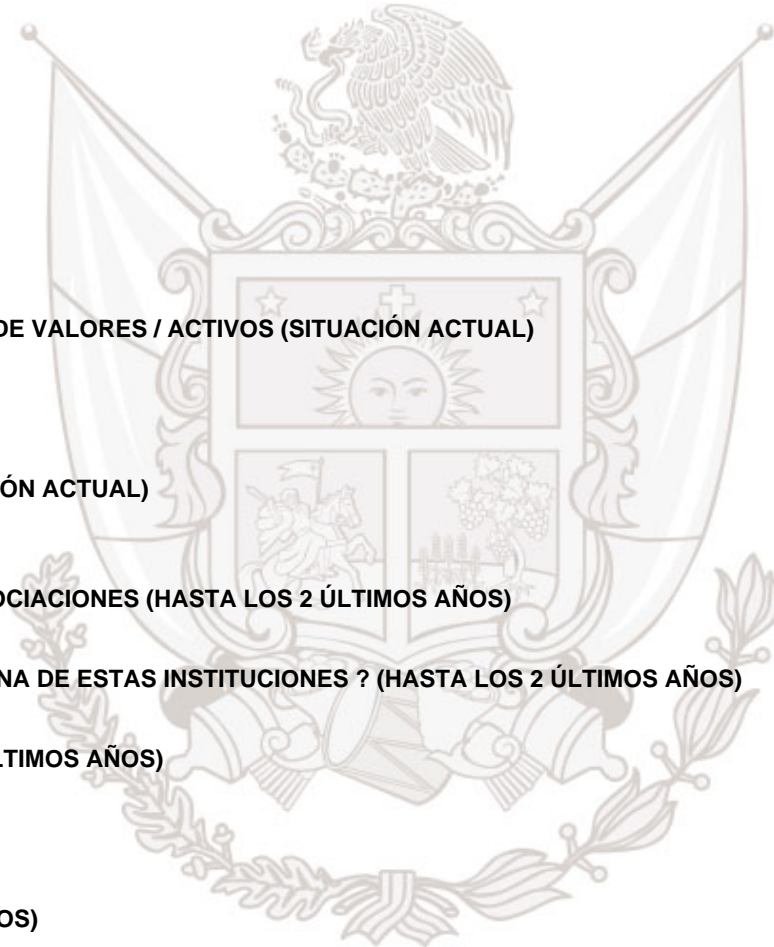 DE VALORES / ACTIVOS (SITUACIÓN ACTUAL)
IÓN ACTUAL)
OCIACIONES (HASTA LOS 2 ÚLTIMOS AÑOS)
NA DE ESTAS INSTITUCIONES ? (HASTA LOS 2 ÚLTIMOS AÑOS)
LTIMOS AÑOS)
OS)